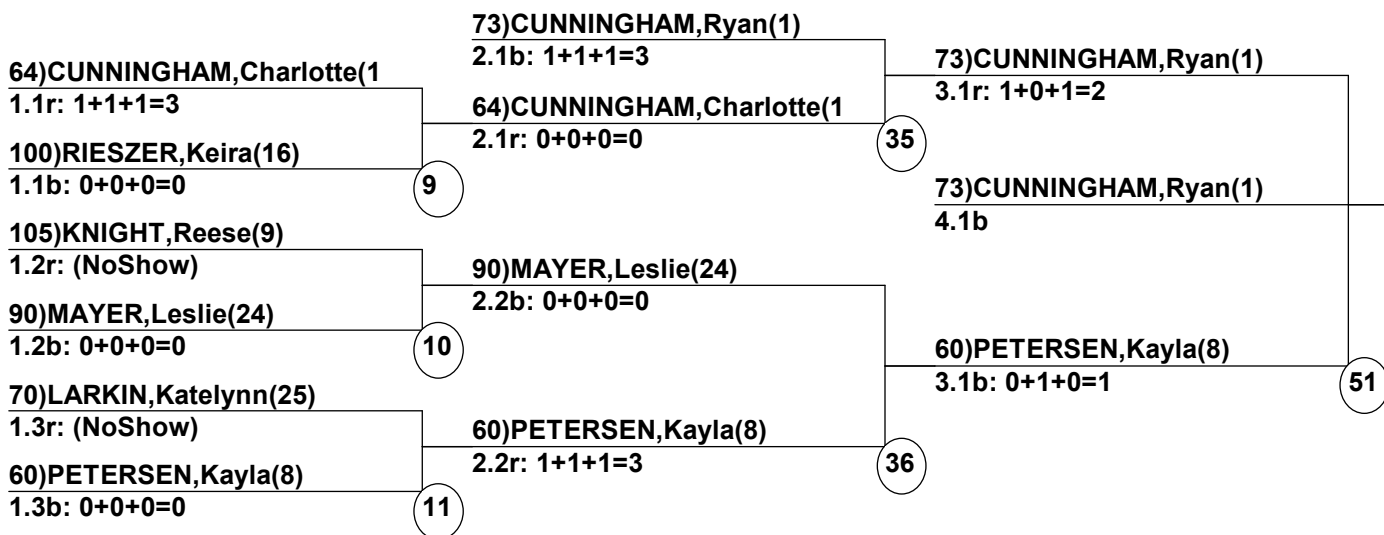 64)CUNNINGHAM,Charlotte(1
1.1r: 1+1+1=3
100)RIESZER,Keira(16)
1.1b: 0+0+0=0
9
105)KNIGHT,Reese(9)
1.2r: (NoShow)
90)MAYER,Leslie(24)
1.2b: 0+0+0=0
10
70)LARKIN,Katelynn(25)
1.3r: (NoShow)
60)PETERSEN,Kayla(8)
1.3b: 0+0+0=0
11
73)CUNNINGHAM,Ryan(1)
2.1b: 1+1+1=3
64)CUNNINGHAM,Charlotte(1
2.1r: 0+0+0=0
35
90)MAYER,Leslie(24)
2.2b: 0+0+0=0
60)PETERSEN,Kayla(8)
2.2r: 1+1+1=3
36
73)CUNNINGHAM,Ryan(1)
3.1r: 1+0+1=2
73)CUNNINGHAM,Ryan(1)
4.1b
60)PETERSEN,Kayla(8)
3.1b: 0+1+0=1
51